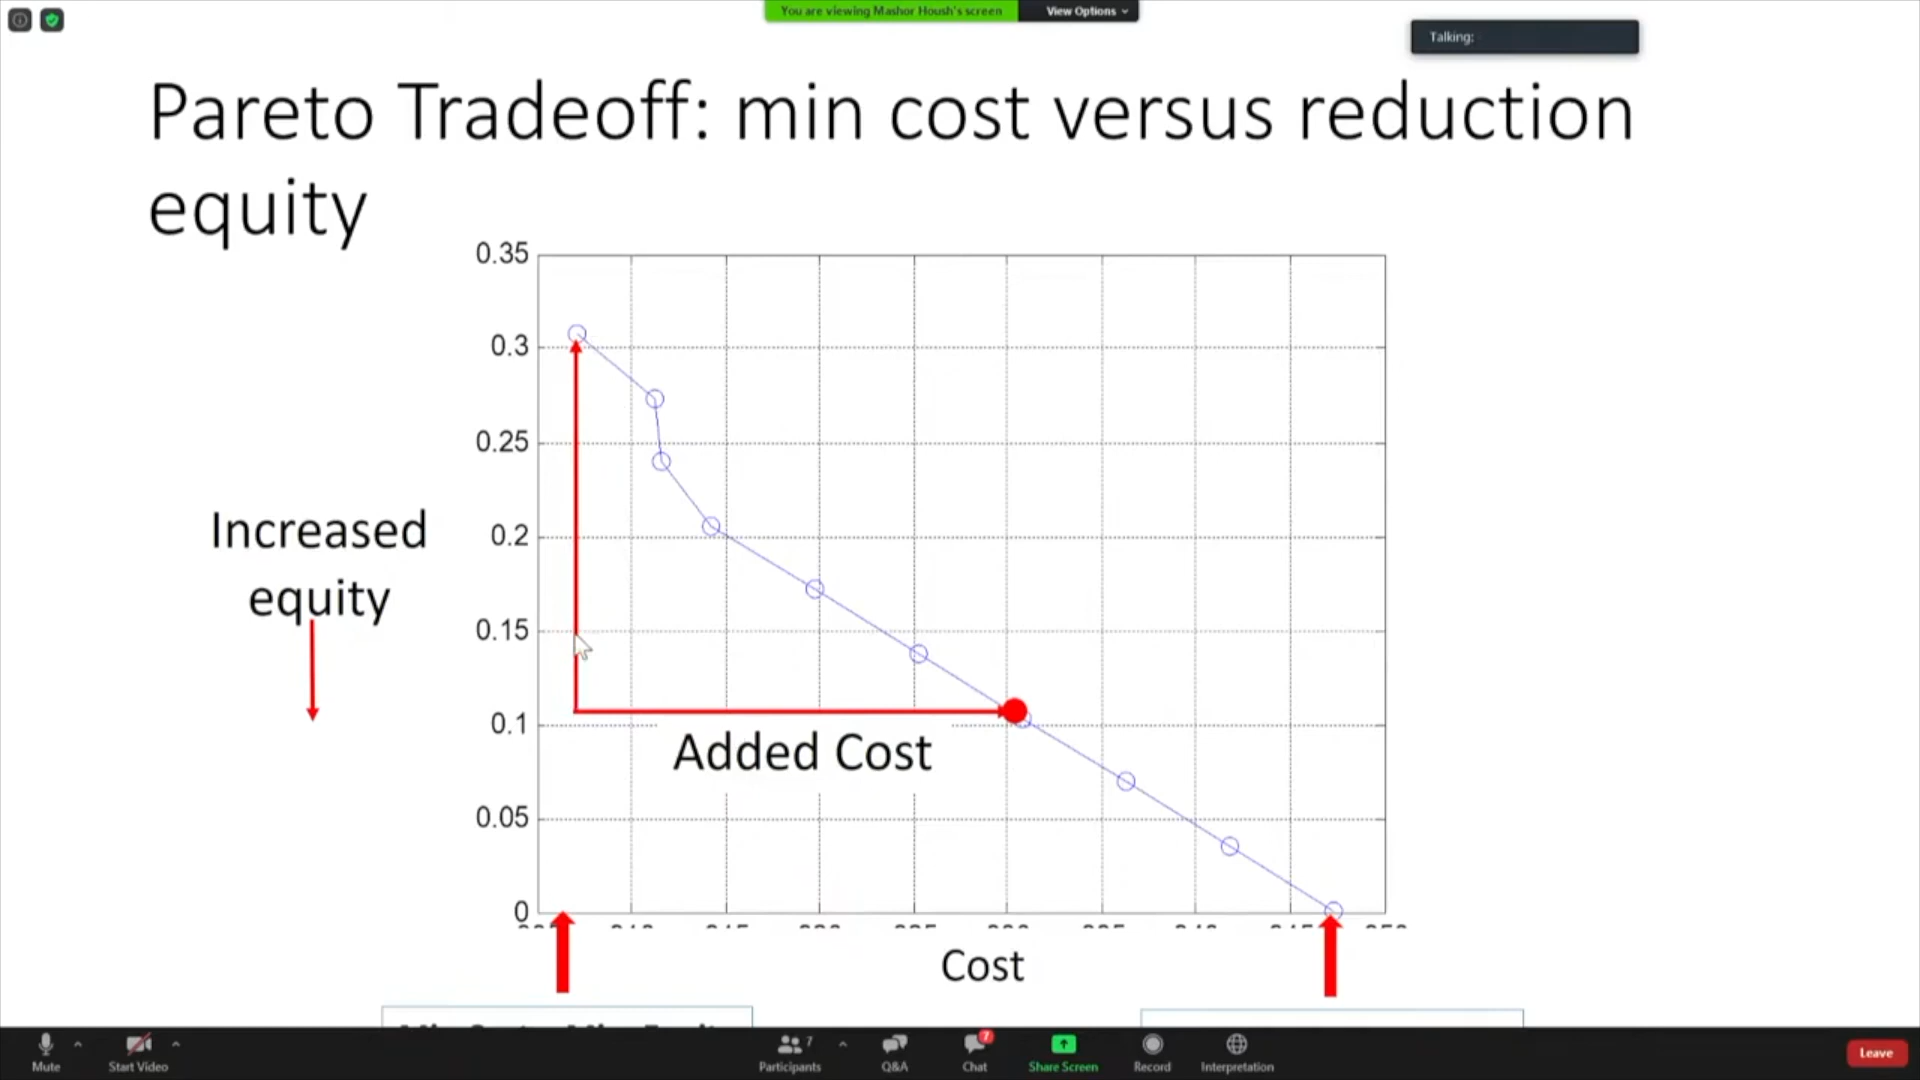 You are viewing Mashor Housh's screen
View Options
Talking:
Pareto Tradeoff: min cost versus reduction
equity
0.35
0.3
0.25
0.2
0.15
0.1
0.05
0
Increased
equity
Added Cost
Cost
Mute
Start Video
7
Participants
Q&A
7
Chat
Share Screen
Record
Interpretation
Leave